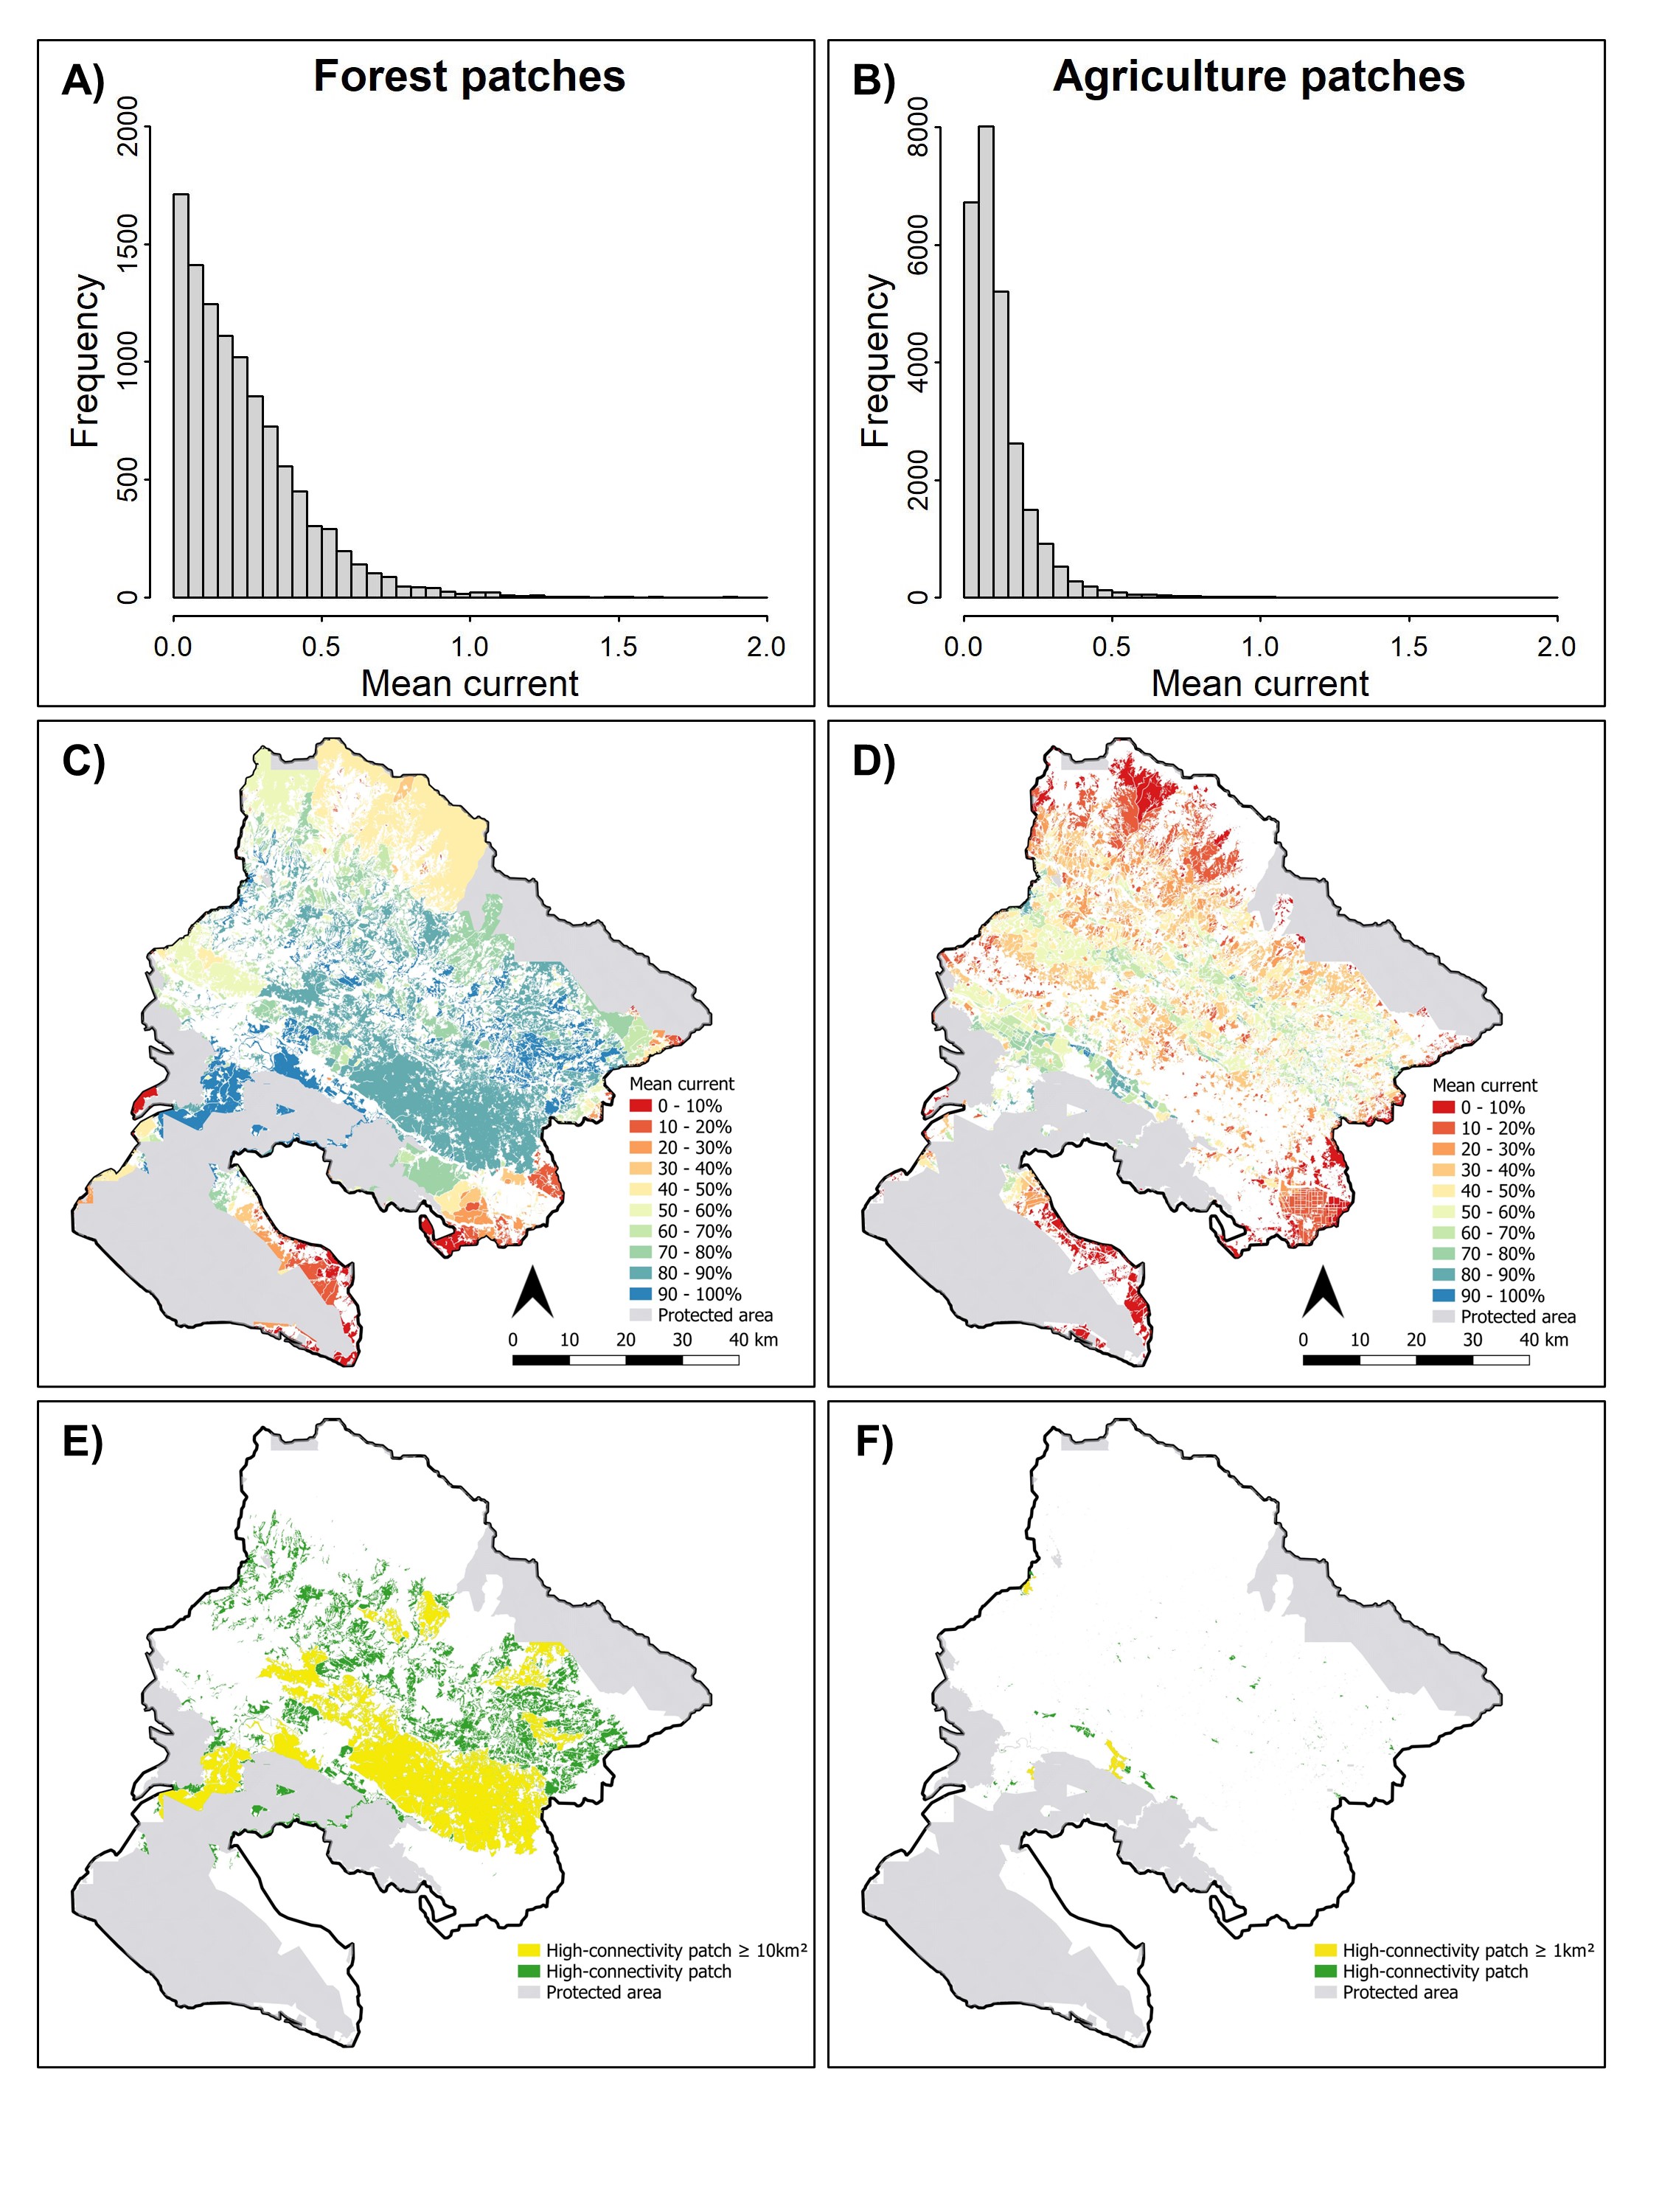 A)
Forest patches
Frequency
2000
1500
1000
500
0
0.0 0.5 1.0 1.5 2.0
Mean current
B)
Agriculture patches
Frequency
8000
6000
4000
2000
0
0.0 0.5 1.0 1.5 2.0
Mean current
C)
Mean current
0 - 10%
10 - 20%
20 - 30%
30 - 40%
40 - 50%
50 - 60%
60 - 70%
70 - 80%
80 - 90%
90 - 100%
Protected area
0 10 20 30 40 km
D)
Mean current
0 - 10%
10 - 20%
20 - 30%
30 - 40%
40 - 50%
50 - 60%
60 - 70%
70 - 80%
80 - 90%
90 - 100%
Protected area
0 10 20 30 40 km
E)
High-connectivity patch ≥ 10km²
High-connectivity patch
Protected area
F)
High-connectivity patch ≥ 1km²
High-connectivity patch
Protected area